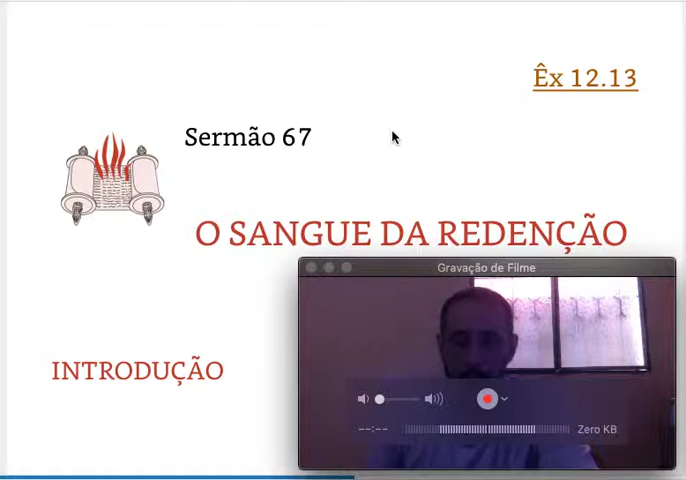 Êx 12.13
Sermão 67
O SANGUE DA REDENÇÃO
Gravação de Filme
INTRODUÇÃO
--:--
Zero KB